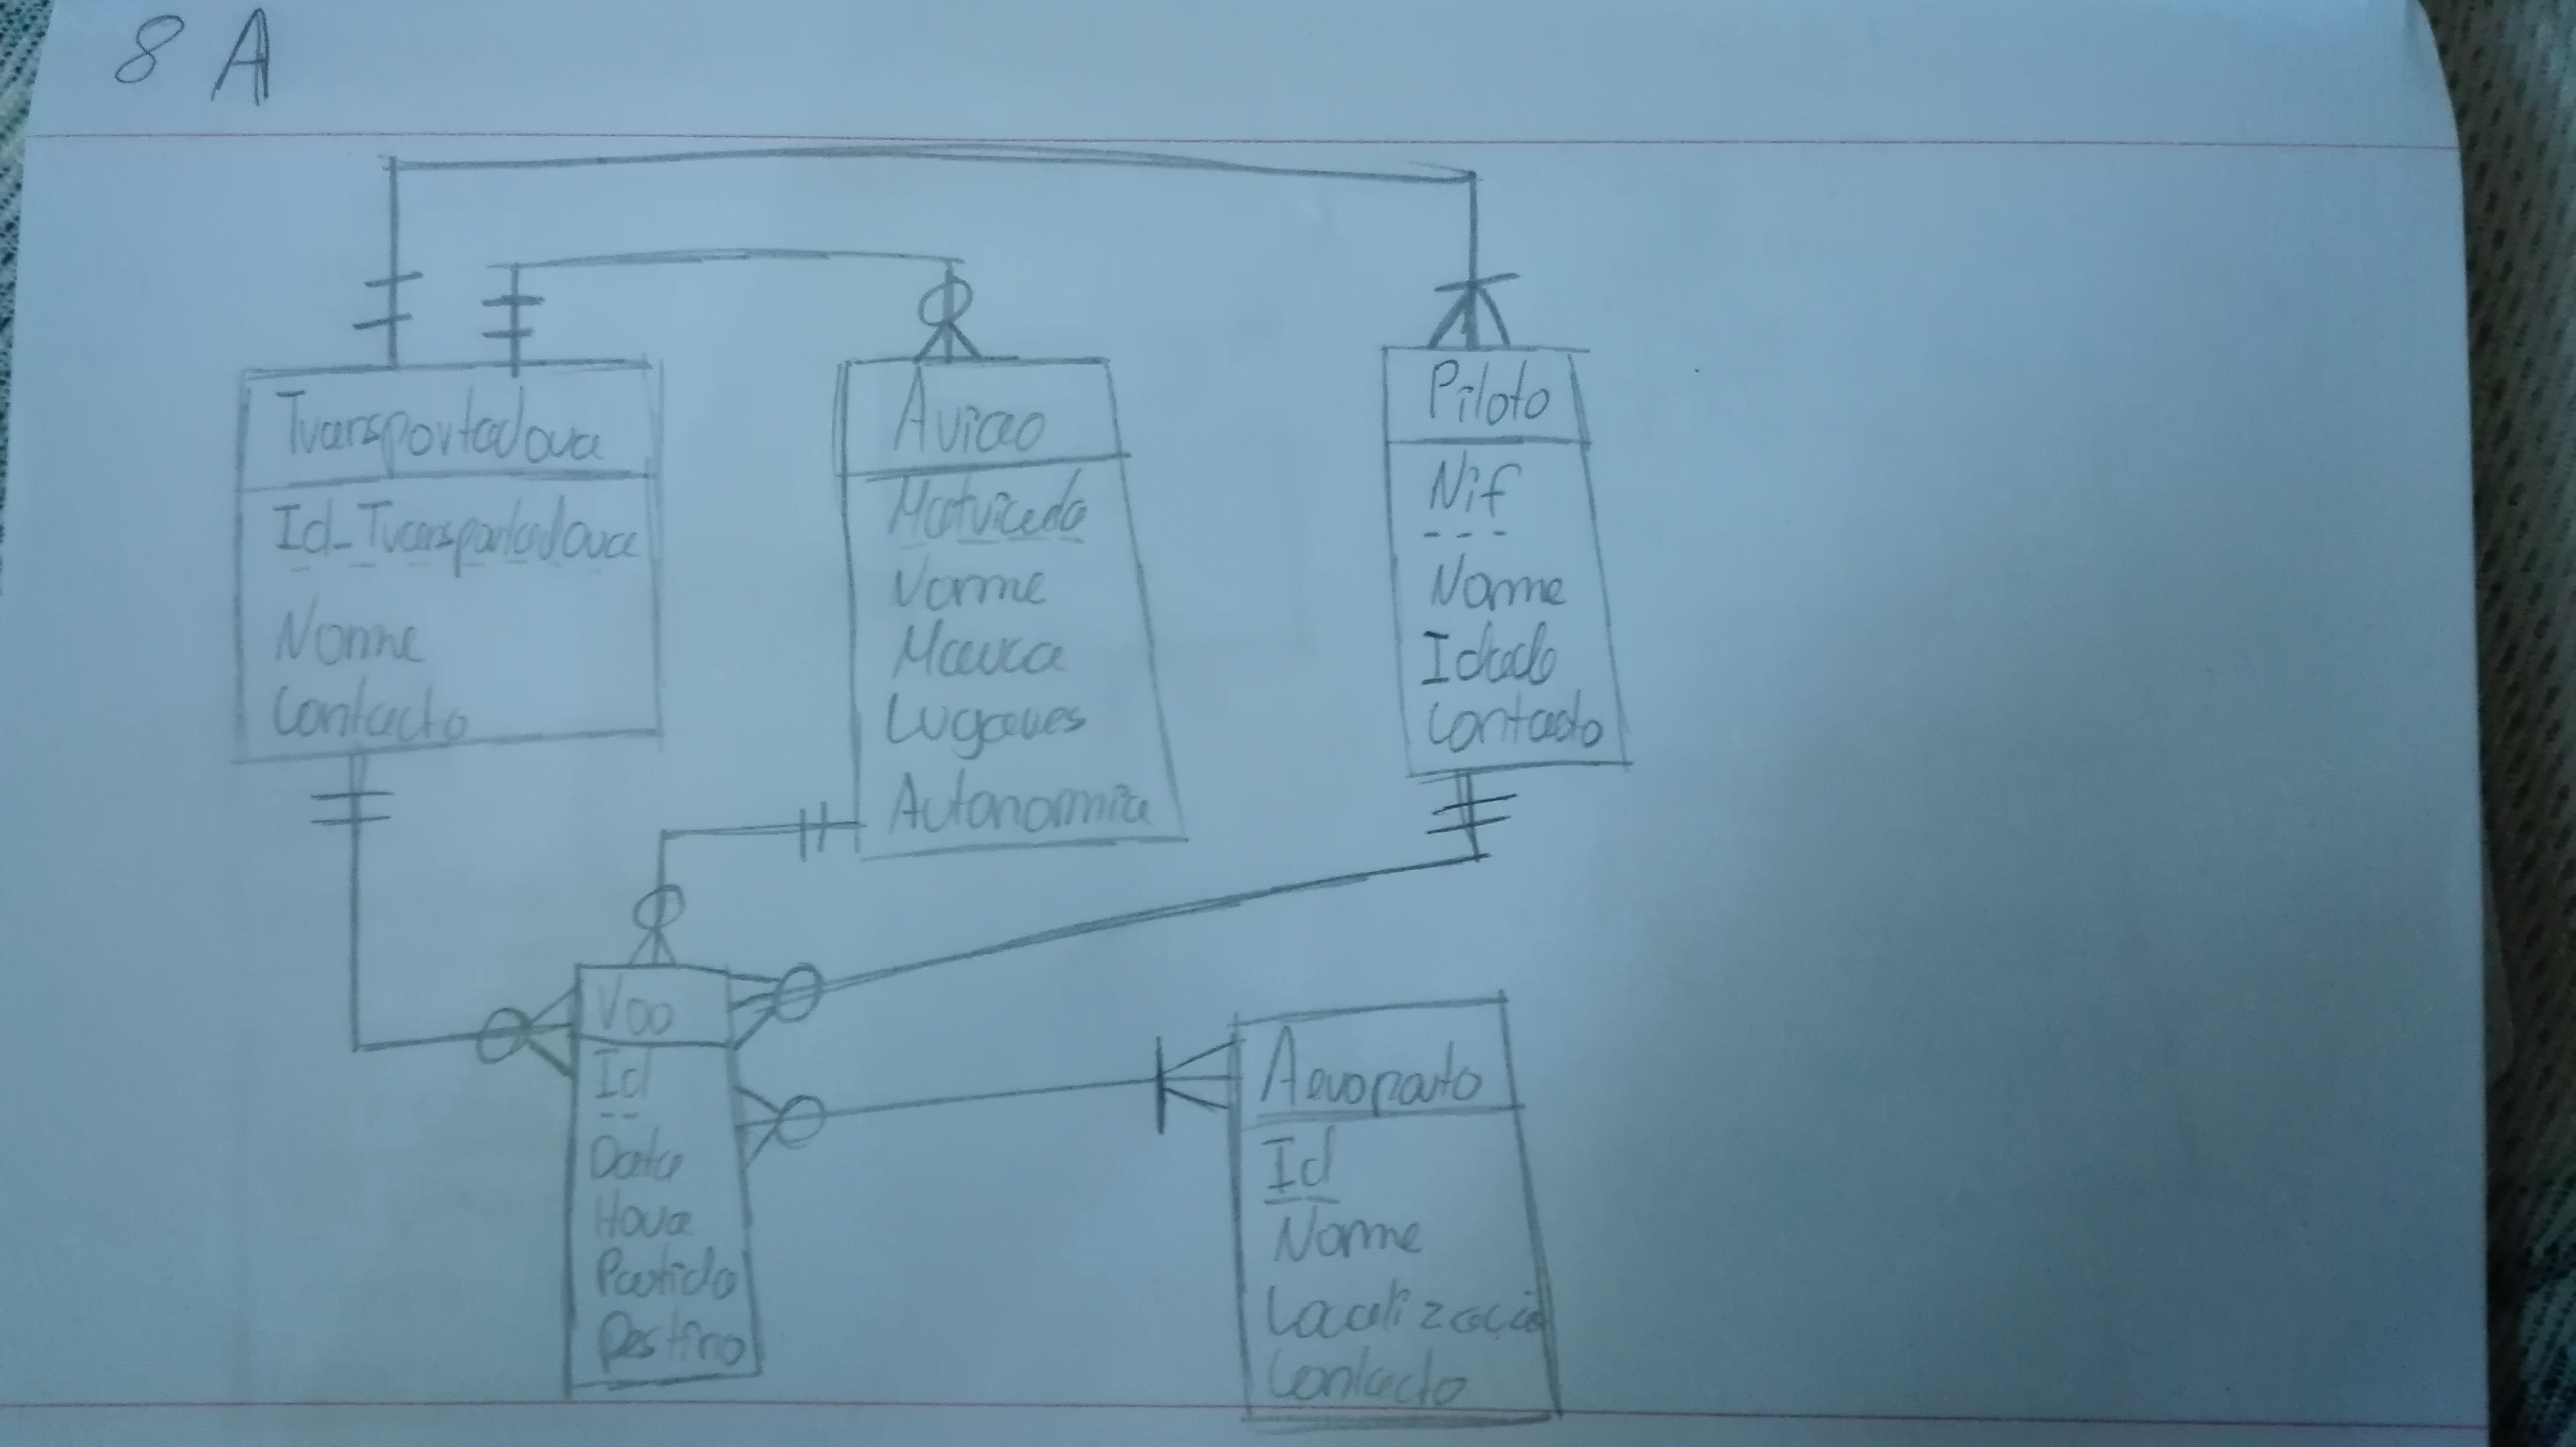 8 A
Transportadora
Id_Transportadora
Nome
Contacto
Aviao
Matricula
Nome
Marca
Lugares
Autonomia
Piloto
Nif
Nome
Idade
Contacto
Voo
Id
Data
Hora
Partida
Destino
Aeroporto
Id
Nome
Localização
Contacto